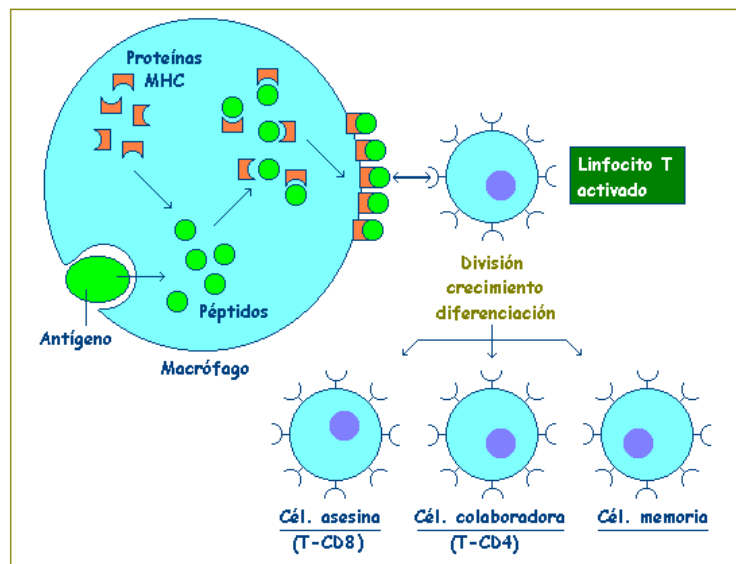 Proteínas
MHC
Linfocito T
activado
Péptidos
Antígeno
Macrófago
División
crecimiento
diferenciación
Cél. asesina
(T-CD8)
Cél. colaboradora
(T-CD4)
Cél. memoria